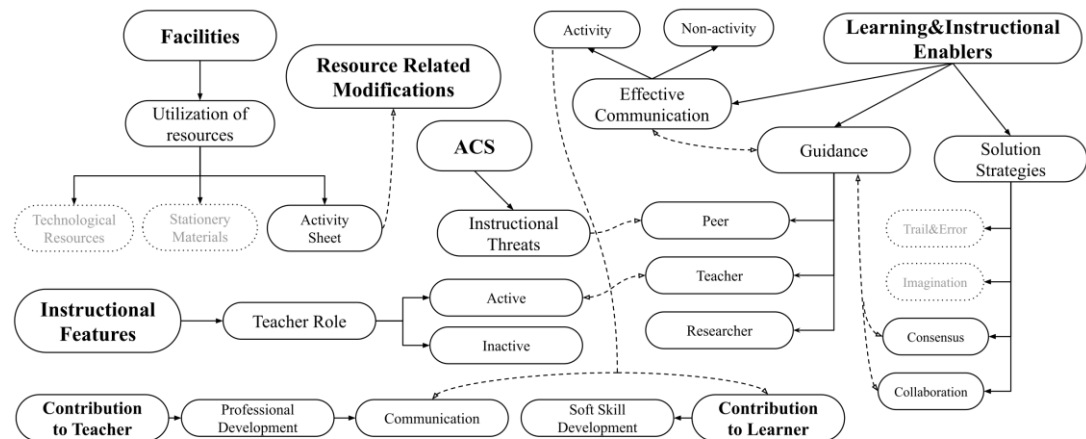 Facilities
Resource Related
Modifications
Activity
Non-activity
Learning&Instructional
Enablers
Utilization of
resources
Effective
Communication
ACS
Guidance
Solution
Strategies
Technological
Resources
Stationery
Materials
Activity
Sheet
Instructional
Threats
Peer
Trail&Error
Teacher
Imagination
Instructional
Features
Teacher Role
Active
Inactive
Researcher
Consensus
Collaboration
Contribution
to Teacher
Professional
Development
Communication
Soft Skill
Development
Contribution
to Learner